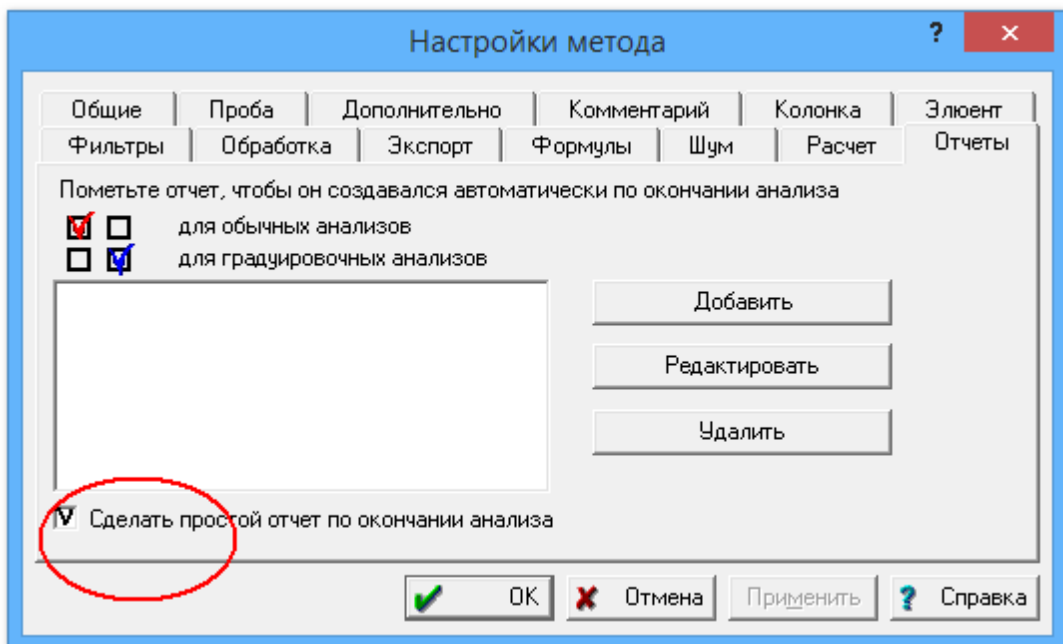 Настройки метода
?
Общие Проба Дополнительно Комментарий Колонка Элюент
Фильтры Обработка Экспорт Формулы Шум Расчет Отчеты
Пометьте отчет, чтобы он создавался автоматически по окончании анализа
для обычных анализов
для градуировочных анализов
Добавить
Редактировать
Удалить
Сделать простой отчет по окончании анализа
OK Отмена Применить ? Справка